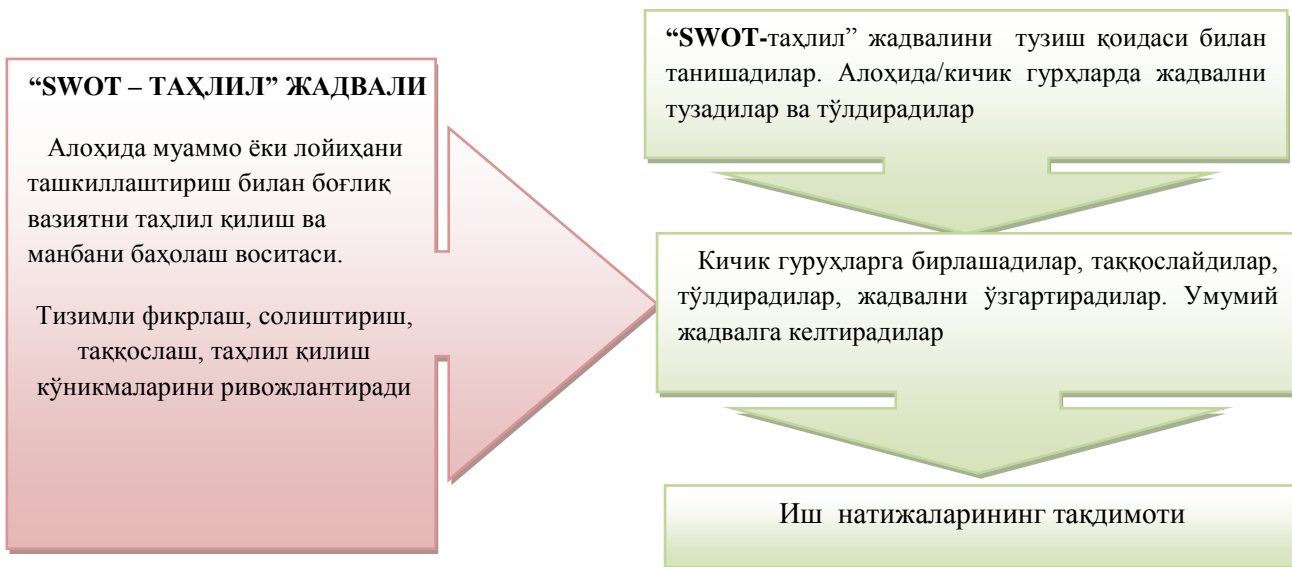 “SWOT – ТАҲЛИЛ” ЖАДВАЛИ
Алоҳида муаммо ёки лойиҳани
ташкиллаштириш билан боғлиқ
вазиятни таҳлил қилиш ва
манбани баҳолаш воситаси.
Тизимли фикрлаш, солиштириш,
таққослаш, таҳлил қилиш
кўникмаларини ривожлантиради
“SWOT-таҳлил” жадвалини тузиш қоидаси билан
танишадилар. Алоҳида/кичик гурҳларда жадвални
тузадилар ва тўлдирадилар
Кичик гуруҳларга бирлашадилар, таққослайдилар,
тўлдирадилар, жадвални ўзгартирадилар. Умумий
жадвалга келтирадилар
Иш натижаларининг тақдимоти